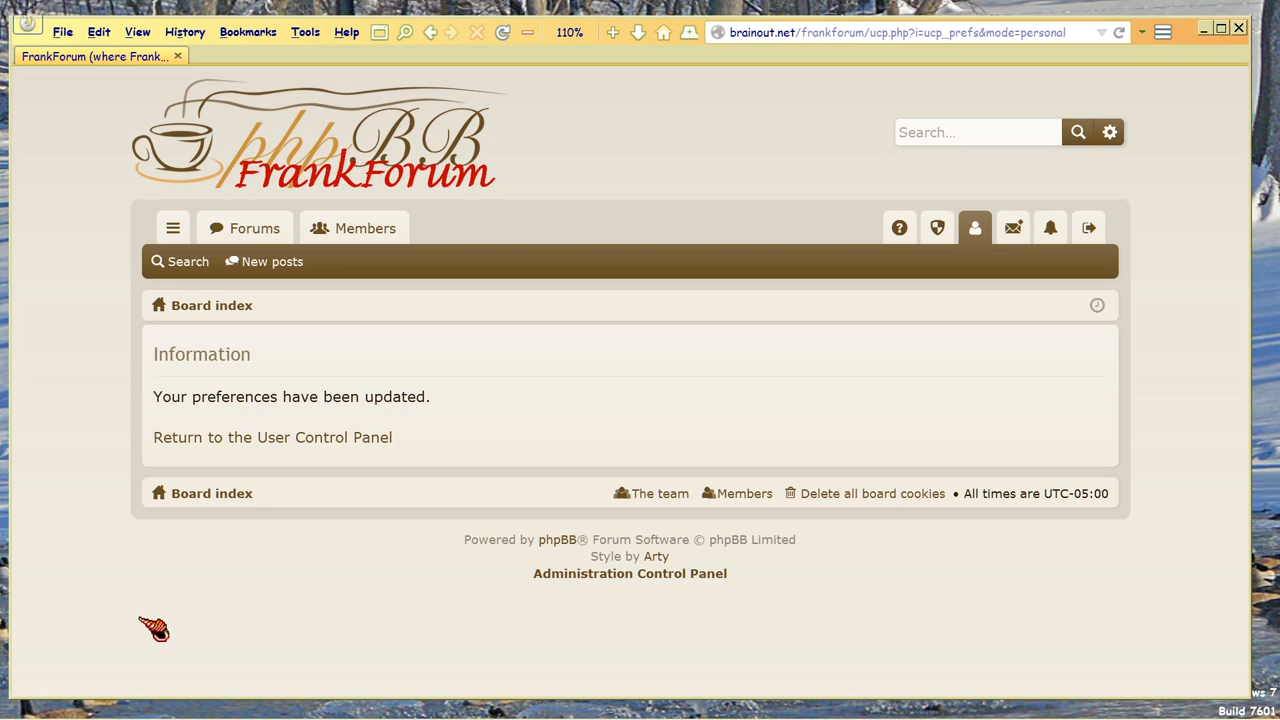 File Edit View History Bookmarks Tools Help 110% brainout.net/frankforum/ucp.php?i=ucp_prefs&mode=personal
FrankForum (where Frank...
phpBB
FrankForum
Search...
Forums Members
Search New posts
Board index
Information
Your preferences have been updated.
Return to the User Control Panel
Board index The team Members Delete all board cookies • All times are UTC-05:00
Powered by phpBB® Forum Software © phpBB Limited
Style by Arty
Administration Control Panel
ws 7
Build 7601